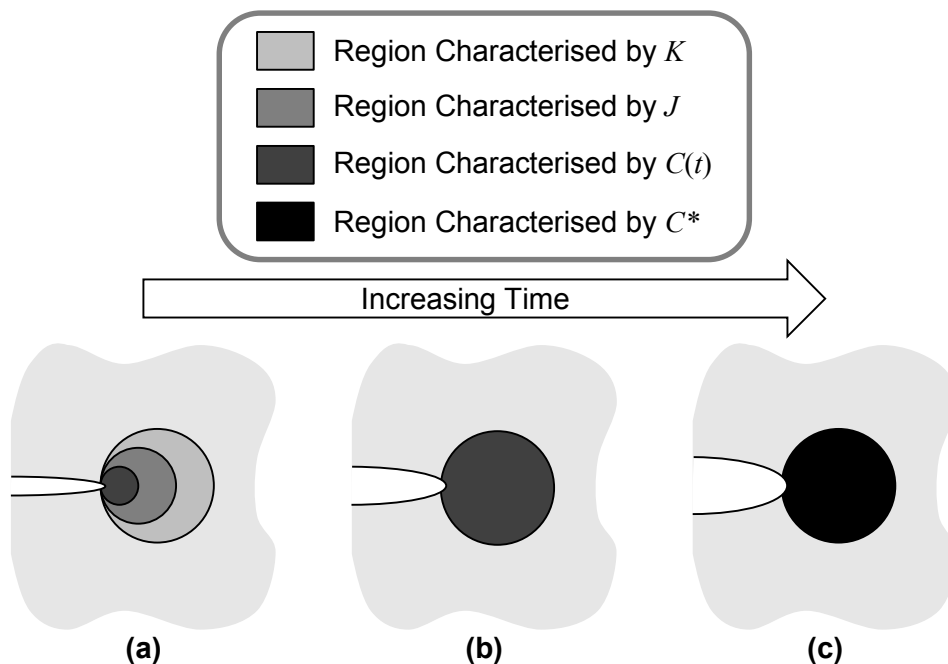 Region Characterised by K
Region Characterised by J
Region Characterised by C(t)
Region Characterised by C*
Increasing Time
(a) (b) (c)